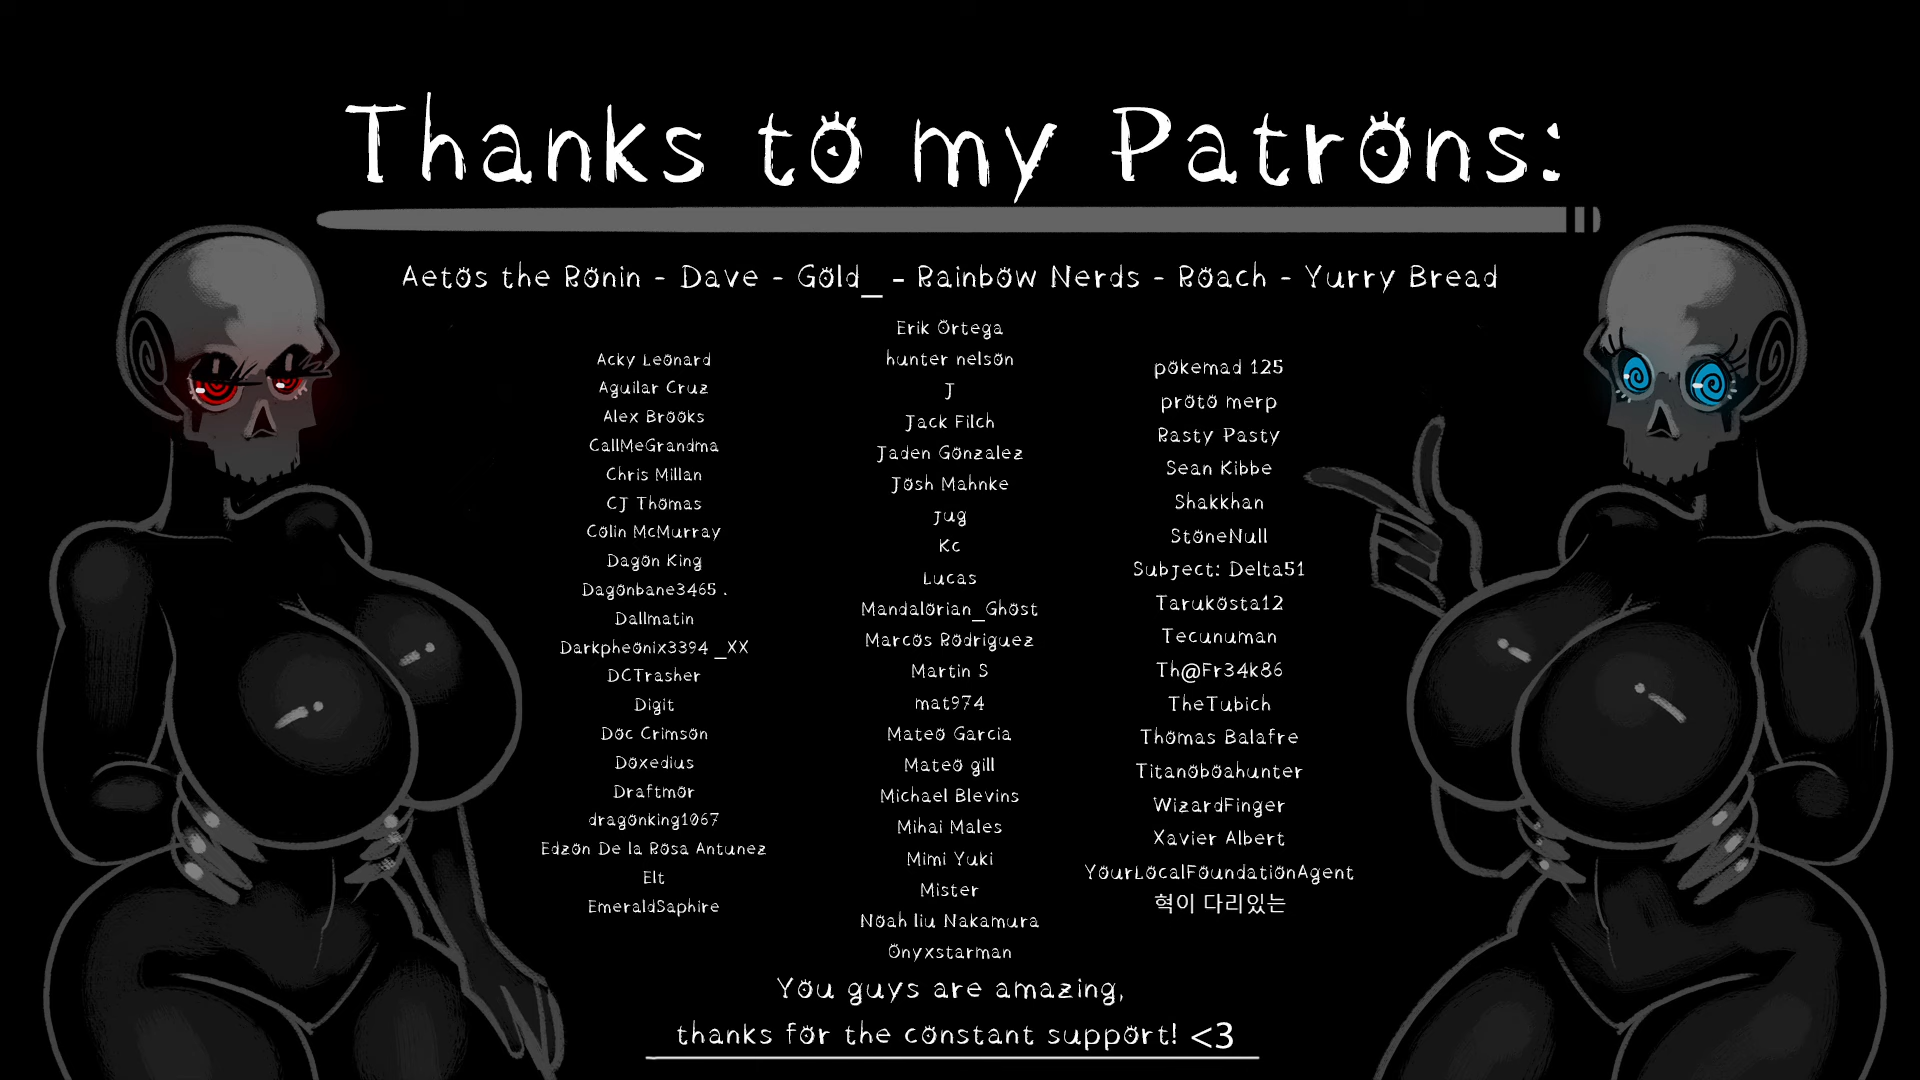 Thanks to my Patrons:
Aetos the Ronin - Dave - Gold_ - Rainbow Nerds - Roach - Yurry Bread
Acky Leonard
Aguilar Cruz
Alex Brooks
CallMeGrandma
Chris Millan
CJ Thomas
Colin McMurray
Dagon King
Dagonbane3465 .
Dallmatin
Darkpheonix3394 _XX
DCTrasher
Digit
Doc Crimson
Doxedius
Draftmor
dragonking1067
Edzon De la Rosa Antunez
Elt
EmeraldSaphire
Erik Ortega
hunter nelson
J
Jack Filch
Jaden Gonzalez
Josh Mahnke
jug
Kc
Lucas
Mandalorian_Ghost
Marcos Rodriguez
Martin S
mat974
Mateo Garcia
Mateo gill
Michael Blevins
Mihai Males
Mimi Yuki
Mister
Noah liu Nakamura
Onyxstarman
pokemad 125
proto merp
Rasty Pasty
Sean Kibbe
Shakkhan
StoneNull
Subject: Delta51
Tarukosta12
Tecunuman
Th@Fr34k86
TheTubich
Thomas Balafre
Titanoboahunter
WizardFinger
Xavier Albert
YourLocalFoundationAgent
혁이 다리있는
You guys are amazing,
thanks for the constant support! <3